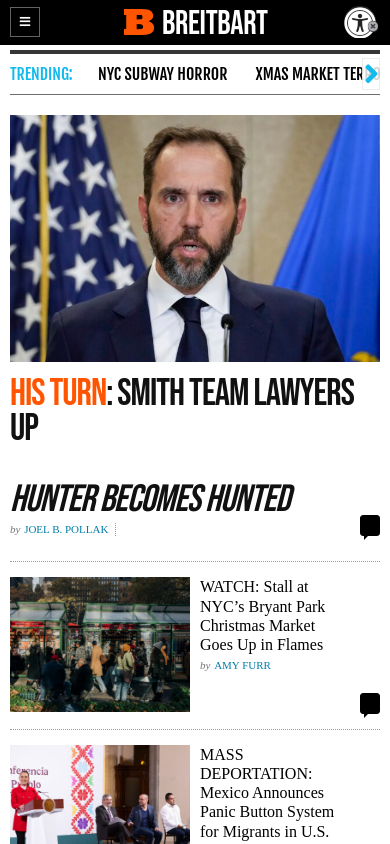 BREITBART
TRENDING:
NYC SUBWAY HORROR
XMAS MARKET TER
HIS TURN: SMITH TEAM LAWYERS
UP
HUNTER BECOMES HUNTED
by JOEL B. POLLAK
WATCH: Stall at
NYC’s Bryant Park
Christmas Market
Goes Up in Flames
by AMY FURR
MASS
DEPORTATION:
Mexico Announces
Panic Button System
for Migrants in U.S.